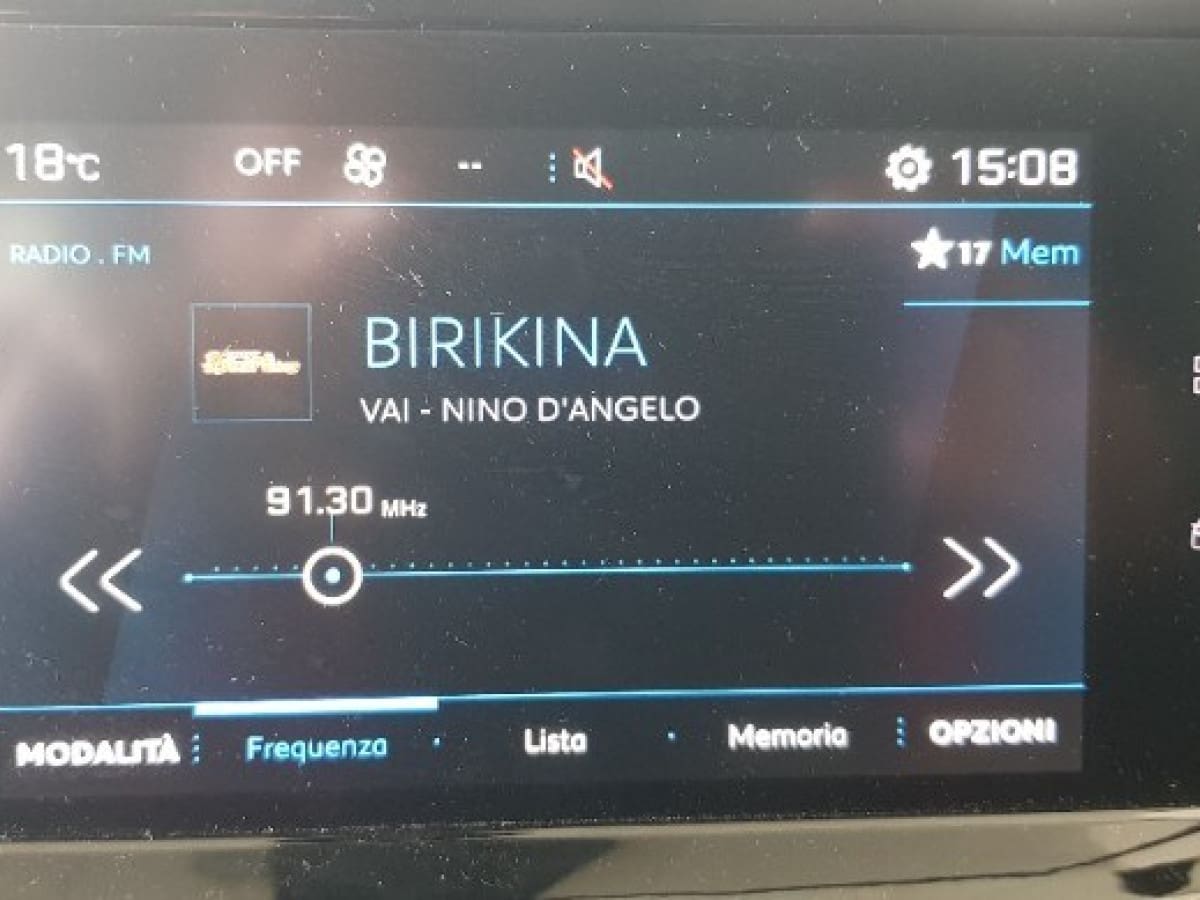 18°C OFF -- 15:08
RADIO . FM
17 Mem
BIRIKINA
VAI - NINO D'ANGELO
91.30 MHz
MODALITÀ Frequenza Lista Memoria OPZIONI